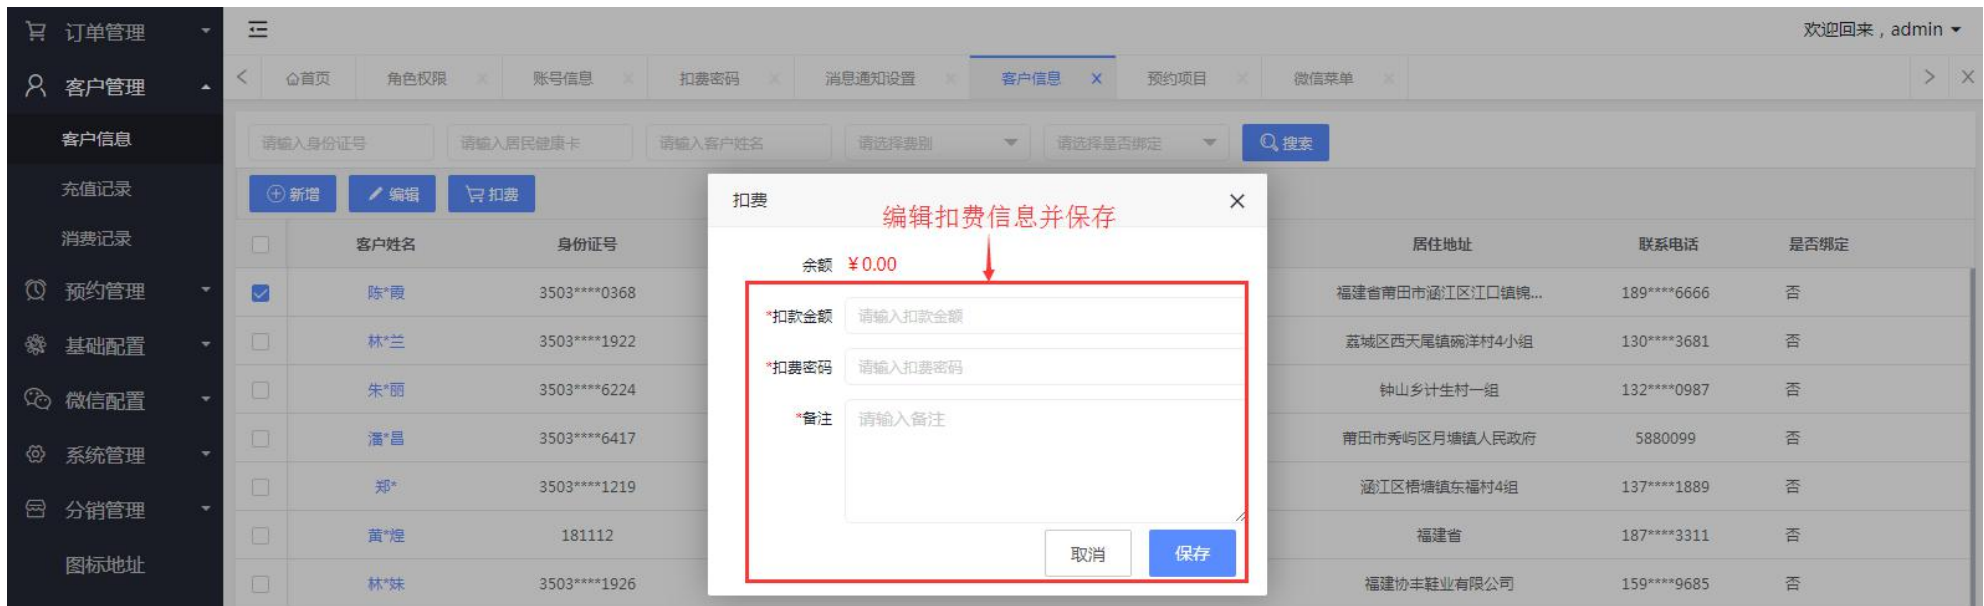 订单管理
欢迎回来，admin
客户管理
首页 角色权限 账号信息 扣费密码 消息通知设置 客户信息 预约项目 微信菜单
客户信息
请输入身份证号 请输入居民健康卡 请输入客户姓名 请选择费别 请选择是否绑定 搜索
充值记录
新增 编辑 扣费
扣费
编辑扣费信息并保存
消费记录
客户姓名 身份证号 居住地址 联系电话 是否绑定
余额 ¥0.00
预约管理
陈*霞 3503****0368 福建省莆田市涵江区江口镇锦... 189****6666 否
*扣款金额 请输入扣款金额
基础配置
林*兰 3503****1922 荔城区西天尾镇碗洋村4小组 130****3681 否
*扣费密码 请输入扣费密码
微信配置
朱*丽 3503****6224 钟山乡计生村一组 132****0987 否
*备注 请输入备注
系统管理
潘*昌 3503****6417 莆田市秀屿区月塘镇人民政府 5880099 否
郑* 3503****1219 涵江区梧塘镇东福村4组 137****1889 否
分销管理
黄*煌 181112 福建省 187****3311 否
取消 保存
图标地址
林*妹 3503****1926 福建协丰鞋业有限公司 159****9685 否